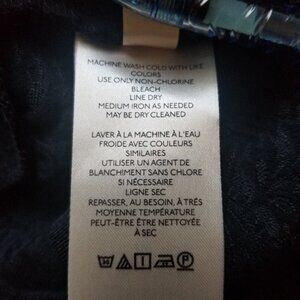 MACHINE WASH COLD WITH LIKE
COLORS
USE ONLY NON-CHLORINE
BLEACH
LINE DRY
MEDIUM IRON AS NEEDED
MAY BE DRY CLEANED
LAVER À LA MACHINE À L'EAU
FROIDE AVEC COULEURS
SIMILAIRES
UTILISER UN AGENT DE
BLANCHIMENT SANS CHLORE
SI NÉCESSAIRE
LIGNE SEC
REPASSER, AU BESOIN, À TRÈS
MOYENNE TEMPÉRATURE
PEUT-ÊTRE ÊTRE NETTOYÉE
À SEC